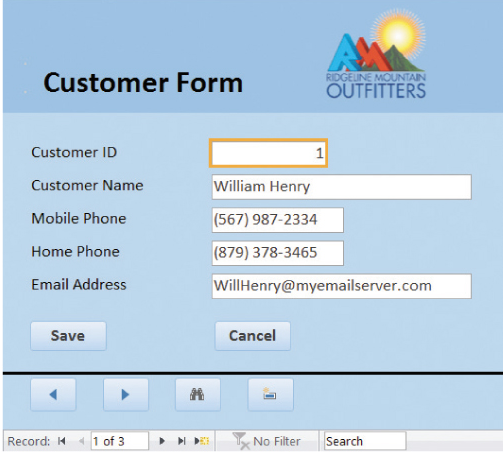 Customer Form
RIDGELINE MOUNTAIN
OUTFITTERS
Customer ID 1
Customer Name William Henry
Mobile Phone (567) 987-2334
Home Phone (879) 378-3465
Email Address WillHenry@myemailserver.com
Save Cancel
Record: 1 of 3 No Filter Search